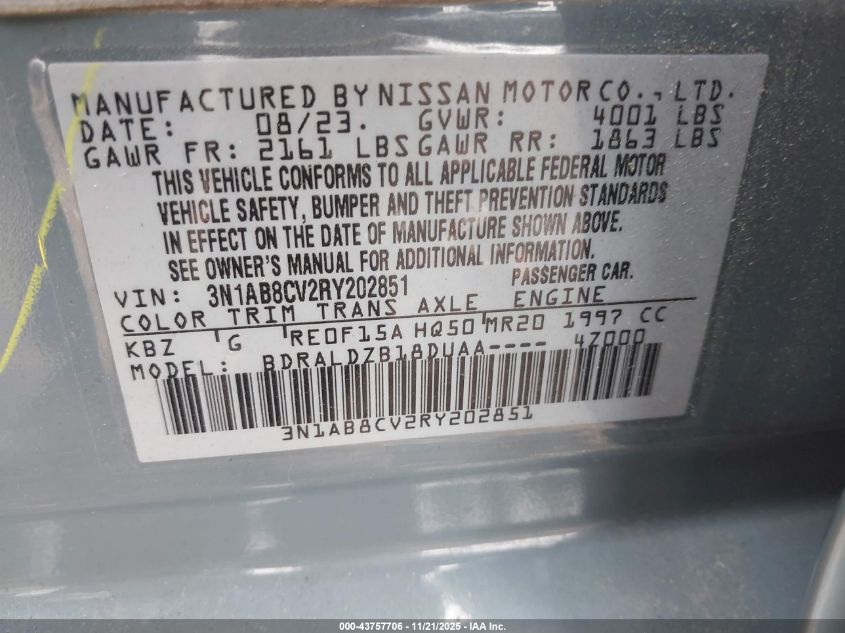 MANUFACTURED BY NISSAN MOTOR CO., LTD.
DATE: 08/23. GVWR: 4001 LBS
GAWR FR: 2161 LBS GAWR RR: 1863 LBS
THIS VEHICLE CONFORMS TO ALL APPLICABLE FEDERAL MOTOR
VEHICLE SAFETY, BUMPER AND THEFT PREVENTION STANDARDS
IN EFFECT ON THE DATE OF MANUFACTURE SHOWN ABOVE.
SEE OWNER'S MANUAL FOR ADDITIONAL INFORMATION.
VIN: 3N1AB8CV2RY202851 PASSENGER CAR.
COLOR TRIM TRANS AXLE ENGINE
KBZ G RE0F15A HQ50 MR20 1997 CC
MODEL: BDRALDZB18DUAA---- 4Z000
3N1AB8CV2RY202851
000-43757706 - 11/21/2025 - IAA Inc.